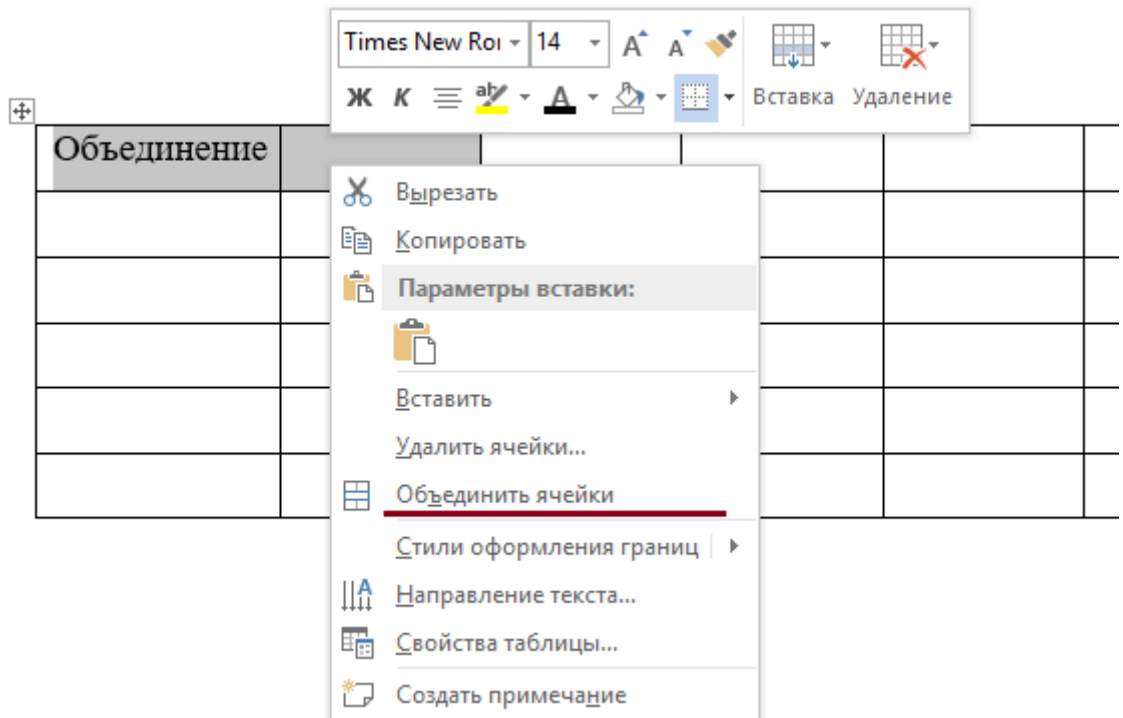 Times New Roı 14
Ж К Вставка Удаление
Объединение
Вырезать
Копировать
Параметры вставки:
Вставить
Удалить ячейки...
Объединить ячейки
Стили оформления границ
Направление текста...
Свойства таблицы...
Создать примечание